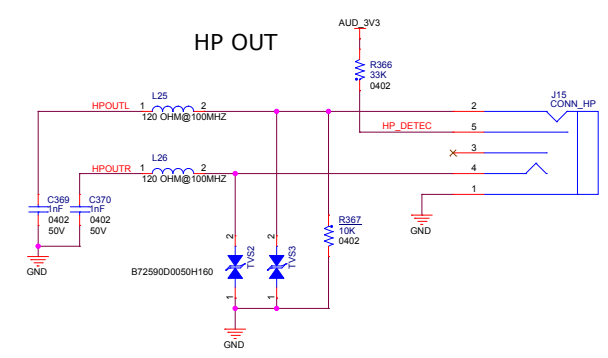 HP OUT
AUD_3V3
R366
33K
0402
J15
CONN_HP
L25
HPOUTL 1 2
120 OHM@100MHZ
2
HP_DETEC 5
3
L26
HPOUTR 1 2
120 OHM@100MHZ
4
1
GND
C369
1nF
0402
50V
C370
1nF
0402
50V
GND
R367
10K
0402
2
TVS2
1
2
TVS3
1
B72590D0050H160
GND